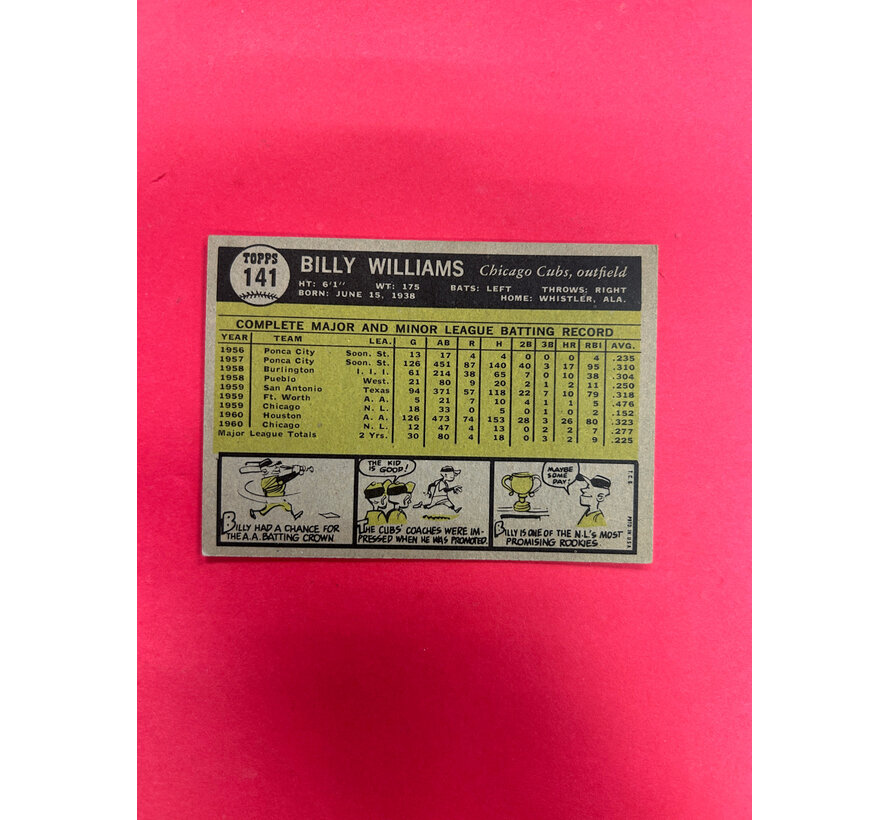 TOPPS
141
BILLY WILLIAMS Chicago Cubs, outfield
HT: 6'1" WT: 175 BATS: LEFT THROWS: RIGHT
BORN: JUNE 15, 1938 HOME: WHISTLER, ALA.
COMPLETE MAJOR AND MINOR LEAGUE BATTING RECORD
YEAR TEAM LEA. G AB R H 2B 3B HR RBI AVG.
1956 Ponca City Soon. St. 13 17 4 4 0 0 0 4 .235
1957 Ponca City Soon. St. 126 451 87 140 40 3 17 95 .310
1958 Burlington I. I. I. 61 214 38 65 7 0 10 38 .304
1958 Pueblo West. 21 80 9 20 2 1 2 11 .250
1959 San Antonio Texas 94 371 57 118 22 7 10 79 .318
1959 Ft. Worth A. A. 5 21 7 10 4 1 1 5 .476
1959 Chicago N. L. 18 33 0 5 0 1 0 2 .152
1960 Houston A. A. 126 473 74 153 28 3 26 80 .323
1960 Chicago N. L. 12 47 4 13 0 2 2 7 .277
Major League Totals 2 Yrs. 30 80 4 18 0 3 2 9 .225
BILLY HAD A CHANCE FOR
THE A.A. BATTING CROWN
THE KID
IS GOOD!
THE CUBS' COACHES WERE IM-
PRESSED WHEN HE WAS PROMOTED.
MAYBE
SOME
DAY!
BILLY IS ONE OF THE N.L'S MOST
PROMISING ROOKIES
T.C.G. PRTD. IN U.S.A.